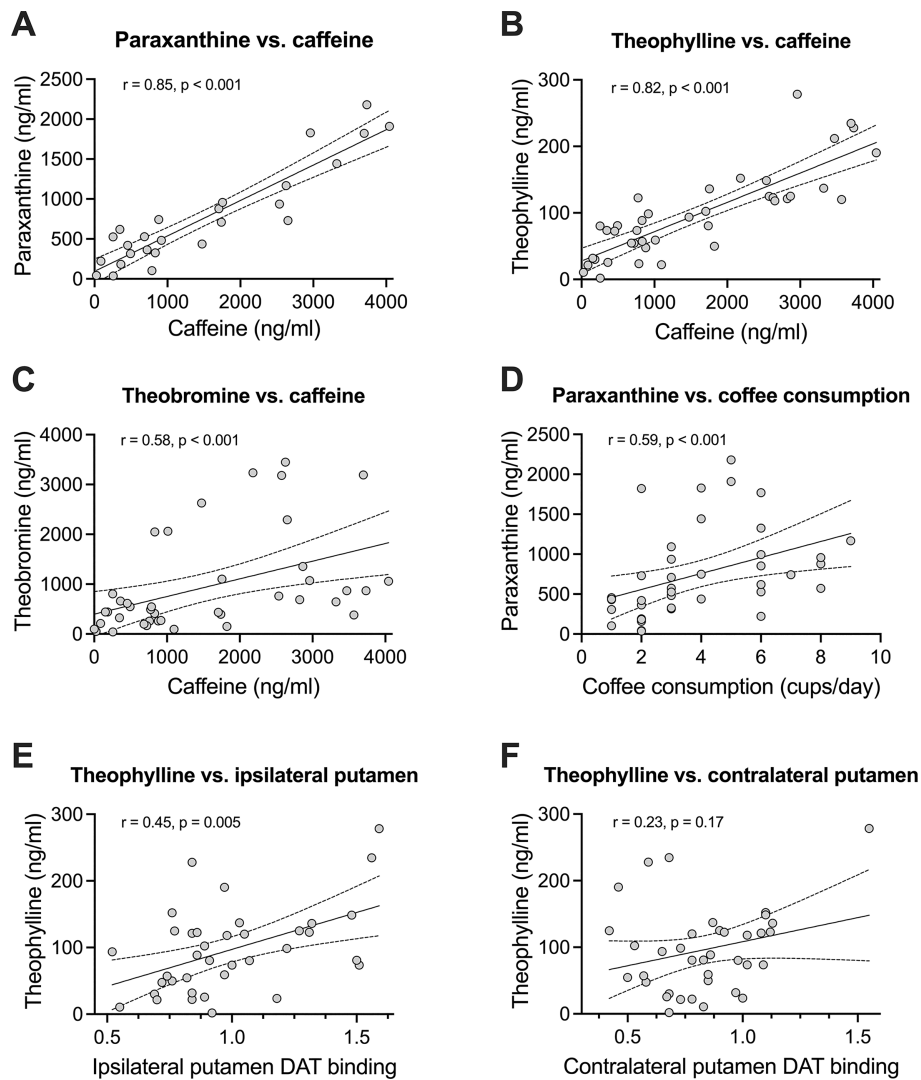 A
Paraxanthine vs. caffeine
r = 0.85, p < 0.001
Paraxanthine (ng/ml)
2500
2000
1500
1000
500
0
0 1000 2000 3000 4000
Caffeine (ng/ml)
B
Theophylline vs. caffeine
r = 0.82, p < 0.001
Theophylline (ng/ml)
300
200
100
0
0 1000 2000 3000 4000
Caffeine (ng/ml)
C
Theobromine vs. caffeine
r = 0.58, p < 0.001
Theobromine (ng/ml)
4000
3000
2000
1000
0
0 1000 2000 3000 4000
Caffeine (ng/ml)
D
Paraxanthine vs. coffee consumption
r = 0.59, p < 0.001
Paraxanthine (ng/ml)
2500
2000
1500
1000
500
0
0 2 4 6 8 10
Coffee consumption (cups/day)
E
Theophylline vs. ipsilateral putamen
r = 0.45, p = 0.005
Theophylline (ng/ml)
300
200
100
0
0.5 1.0 1.5
Ipsilateral putamen DAT binding
F
Theophylline vs. contralateral putamen
r = 0.23, p = 0.17
Theophylline (ng/ml)
300
200
100
0
0.5 1.0 1.5
Contralateral putamen DAT binding